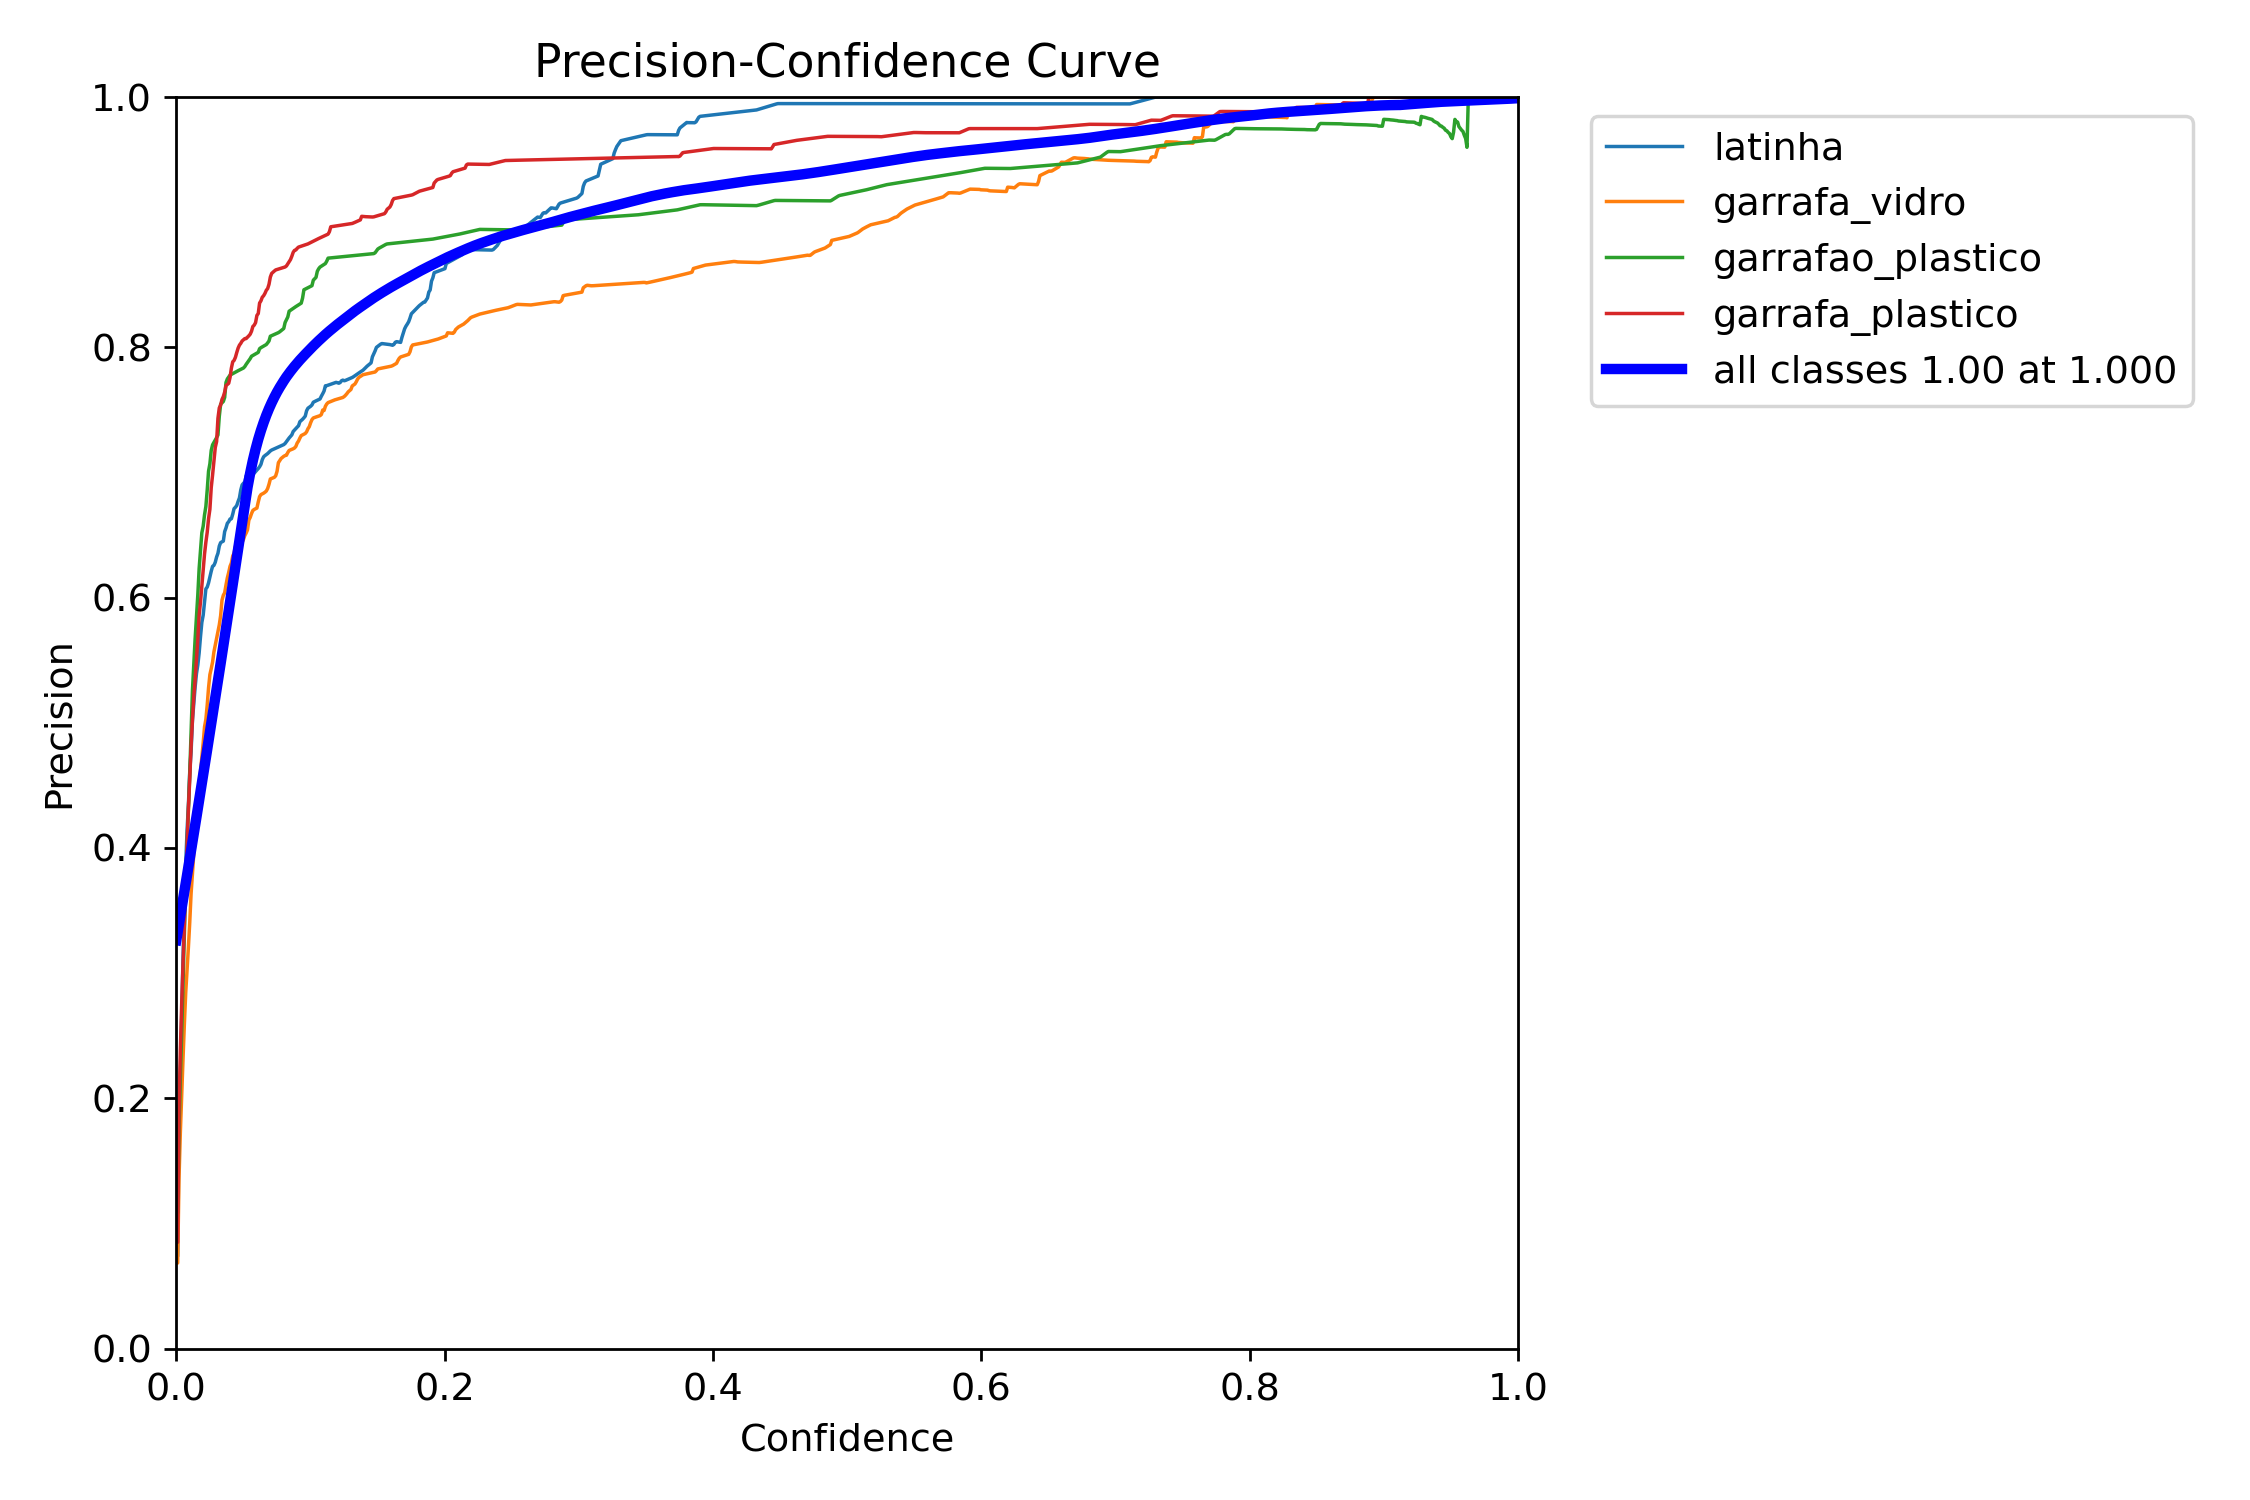 Precision-Confidence Curve
1.0
0.8
0.6
0.4
0.2
0.0
Precision
0.0 0.2 0.4 0.6 0.8 1.0
Confidence
latinha
garrafa_vidro
garrafao_plastico
garrafa_plastico
all classes 1.00 at 1.000